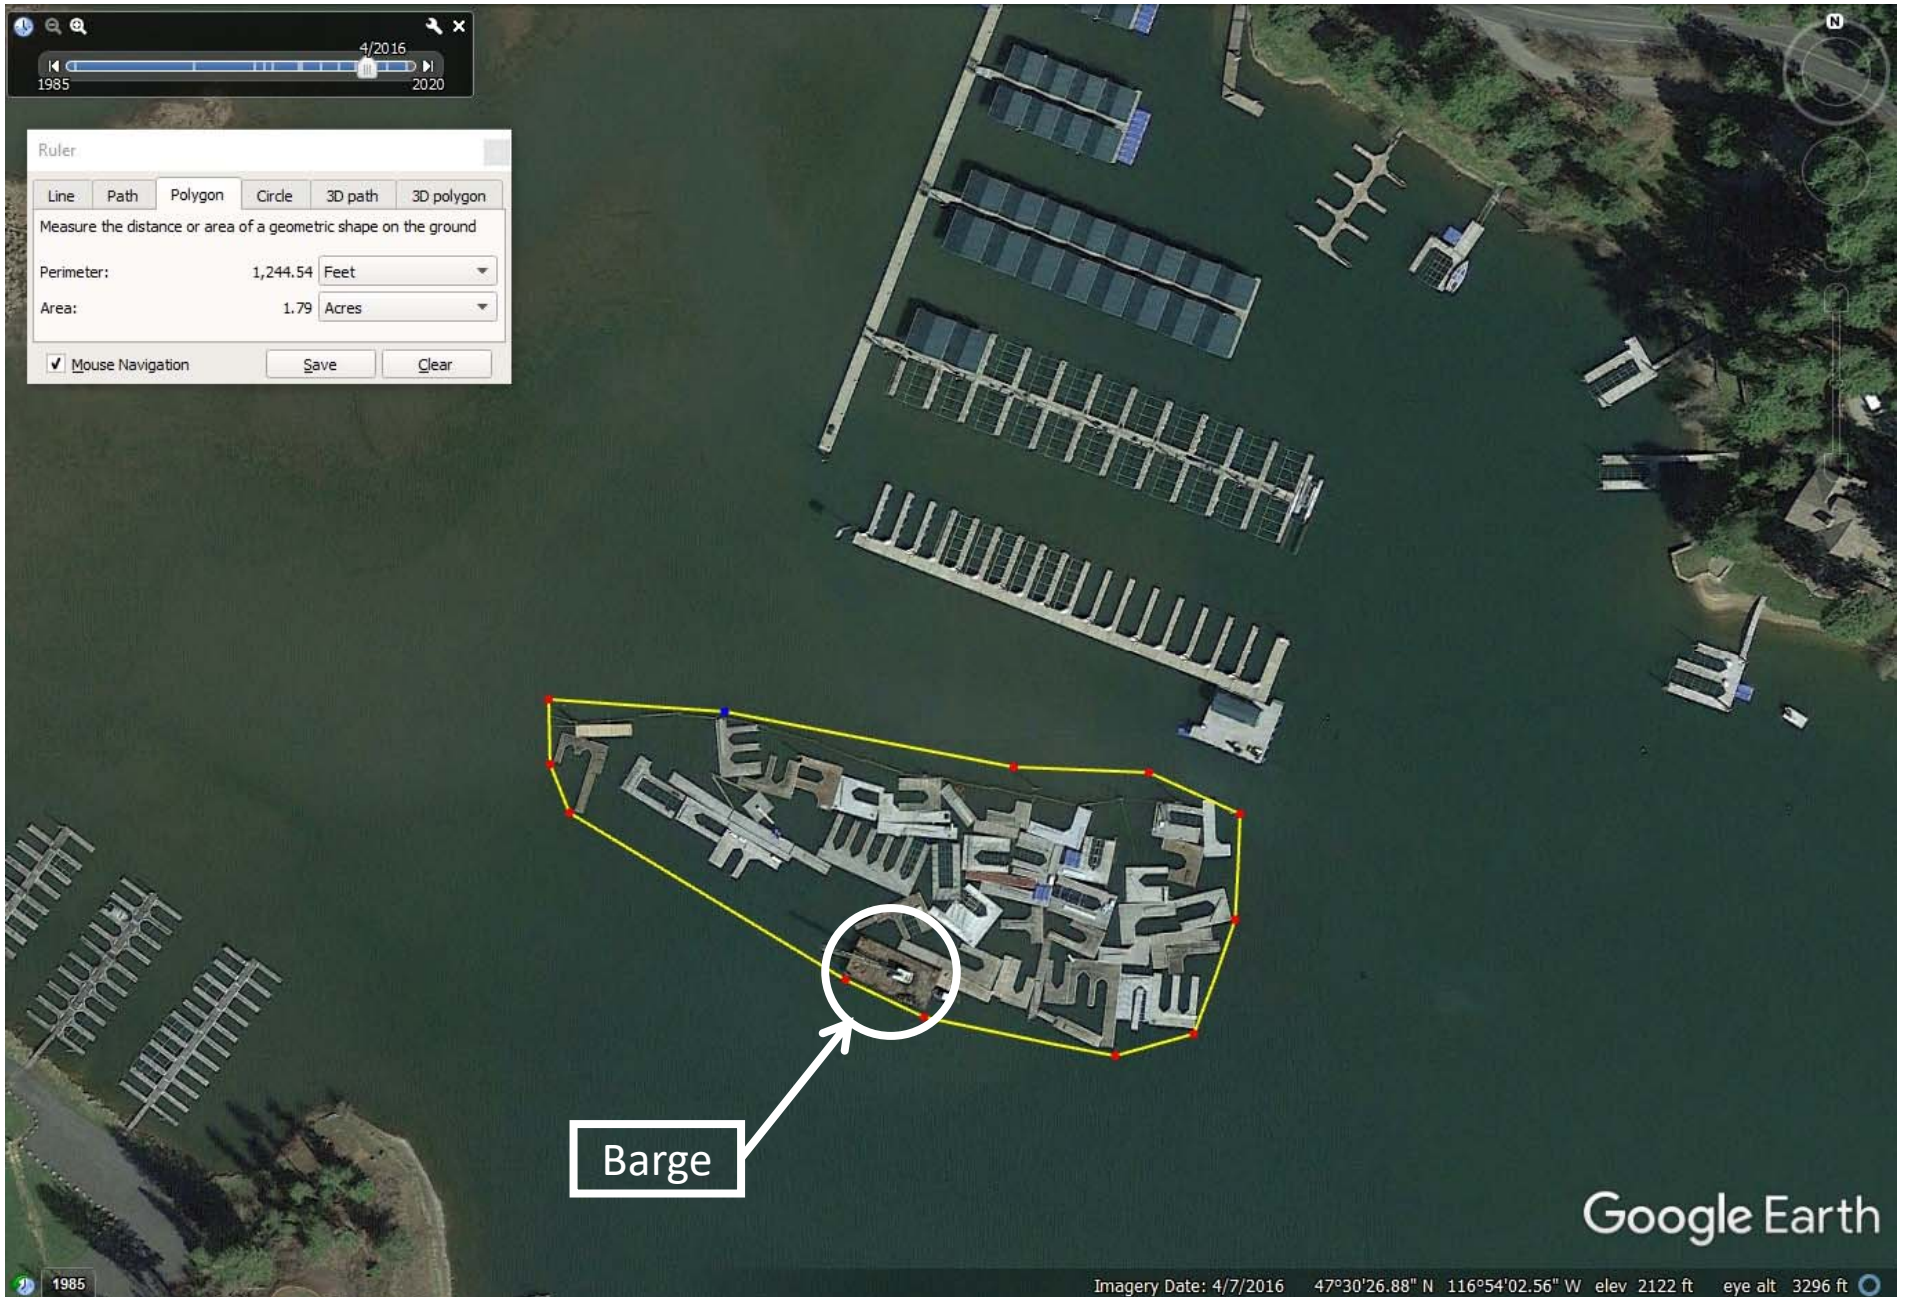 4/2016
1985
2020
N
Ruler
Line Path Polygon Circle 3D path 3D polygon
Measure the distance or area of a geometric shape on the ground
Perimeter: 1,244.54 Feet
Area: 1.79 Acres
Mouse Navigation Save Clear
Barge
Google Earth
1985
Imagery Date: 4/7/2016 47°30'26.88" N 116°54'02.56" W elev 2122 ft eye alt 3296 ft